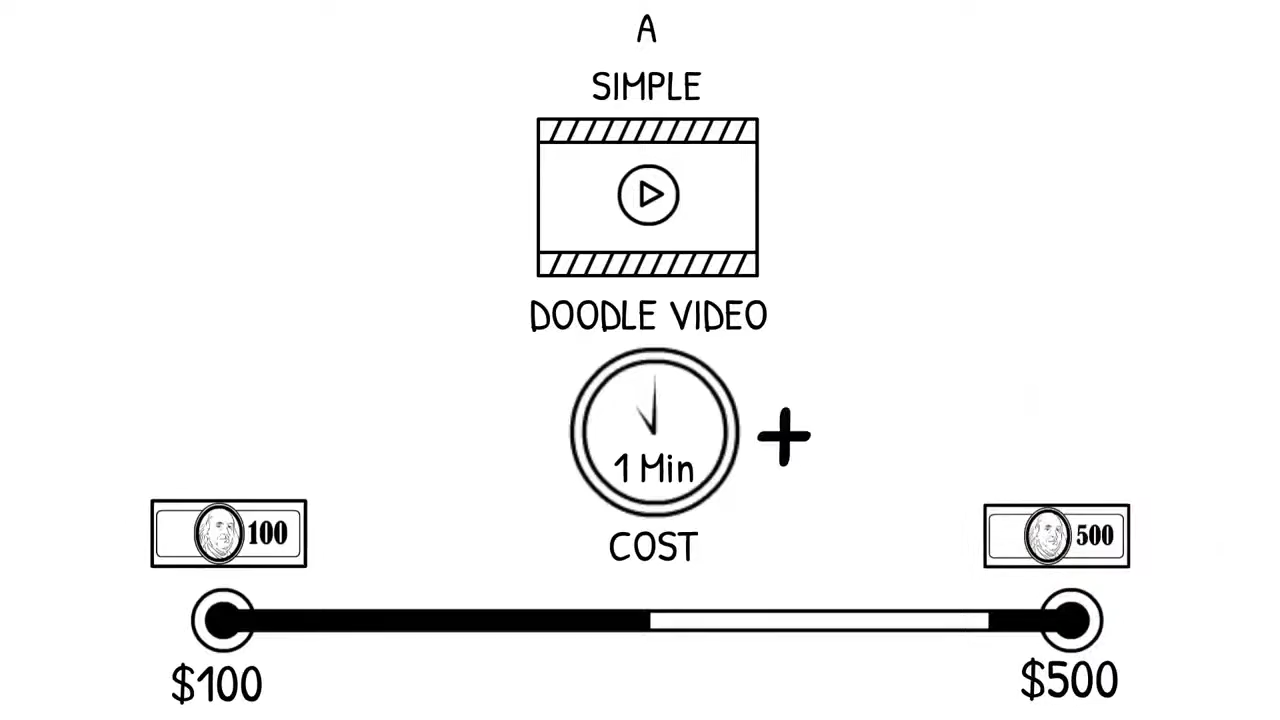 A
SIMPLE
DOODLE VIDEO
1 Min
+
COST
100
500
$100
$500